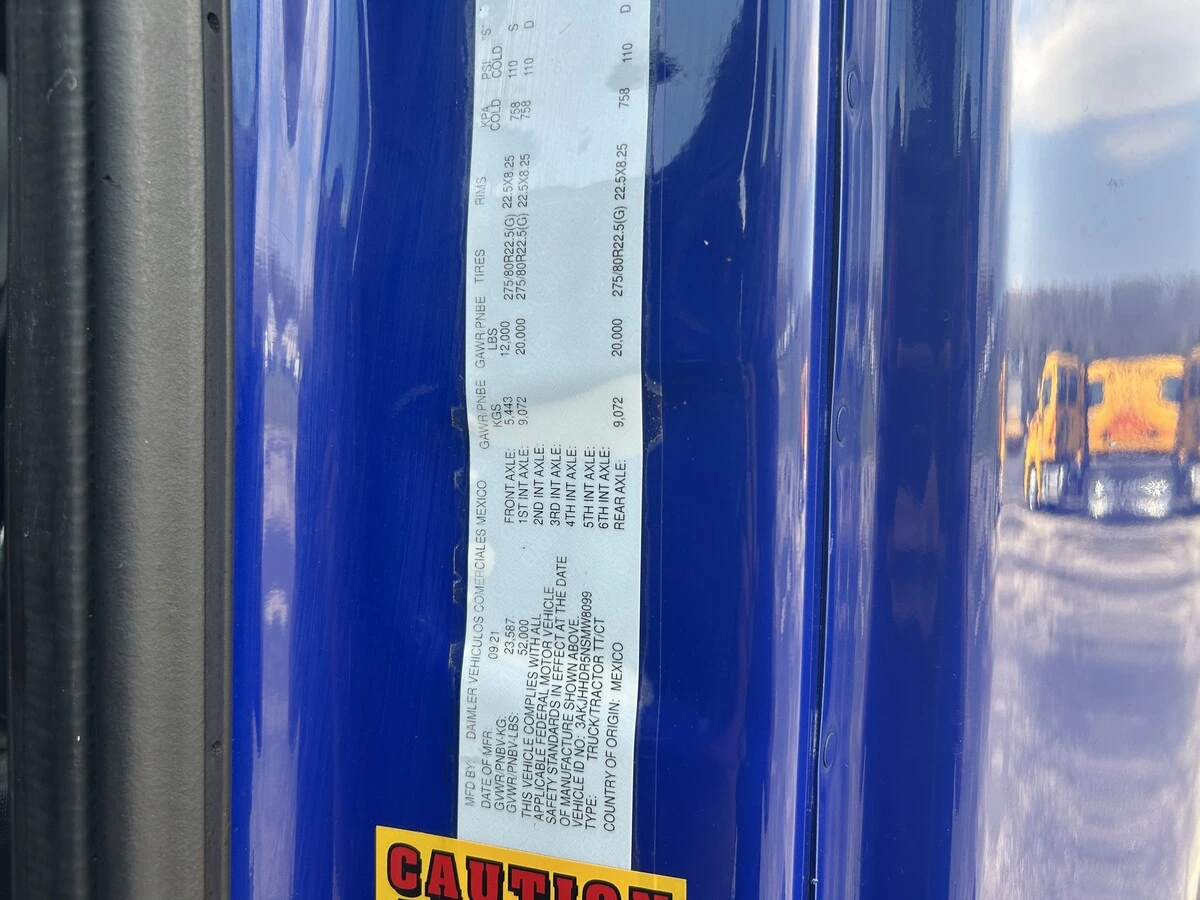 MFD BY: DAIMLER VEHICULOS COMERCIALES MEXICO GAWR/PNBE GAWR/PNBE TIRES RIMS KPA PSI "S"
DATE OF MFR: 09.21 KGS LBS COLD COLD
GVWR/PNBV-KG: 23,587 FRONT AXLE: 5,443 12,000 275/80R22.5(G) 22.5X8.25 758 110 S
GVWR/PNBV-LBS: 52,000 1ST INT AXLE: 9,072 20,000 275/80R22.5(G) 22.5X8.25 758 110 D
THIS VEHICLE COMPLIES WITH ALL 2ND INT AXLE:
APPLICABLE FEDERAL MOTOR VEHICLE 3RD INT AXLE:
SAFETY STANDARDS IN EFFECT AT THE DATE 4TH INT AXLE:
OF MANUFACTURE SHOWN ABOVE. 5TH INT AXLE:
VEHICLE ID NO: 3AKJHHDR5NSMW8099 6TH INT AXLE:
TYPE: TRUCK/TRACTOR TT/CT REAR AXLE: 9,072 20,000 275/80R22.5(G) 22.5X8.25 758 110 D
COUNTRY OF ORIGIN: MEXICO
CAUTION